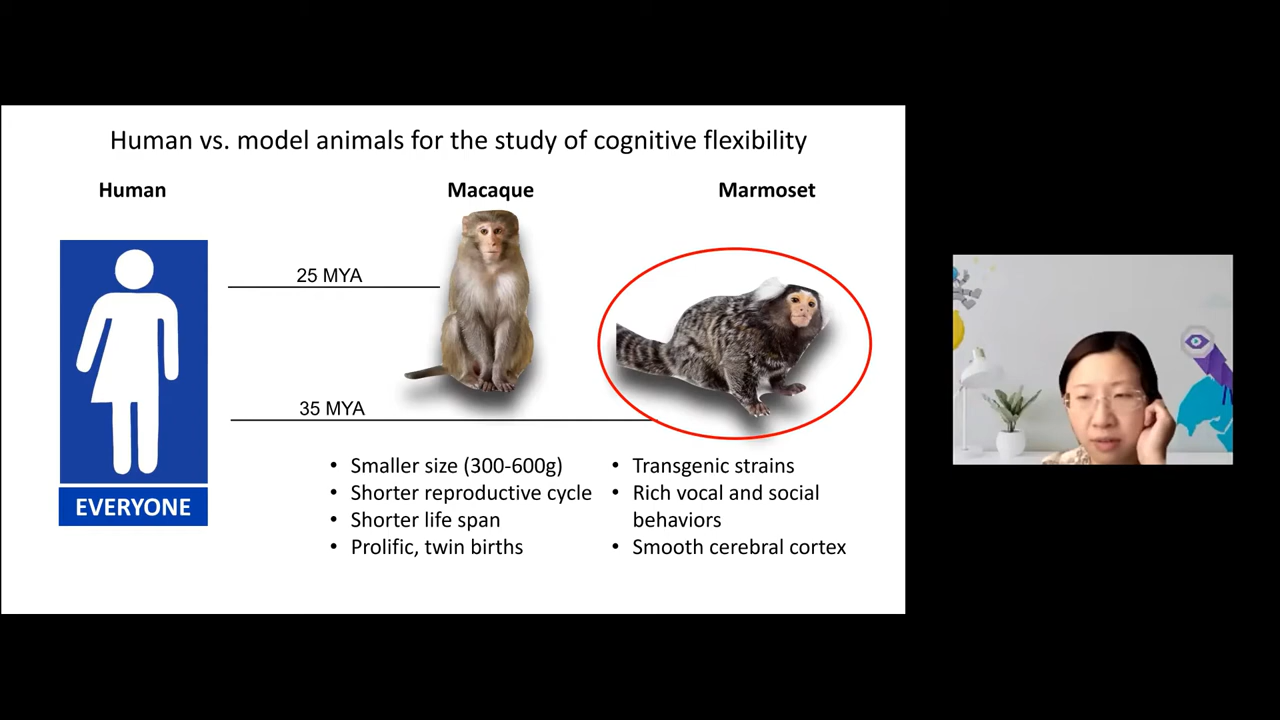 Human vs. model animals for the study of cognitive flexibility
Human
Macaque
Marmoset
25 MYA
35 MYA
EVERYONE
• Smaller size (300-600g)
• Shorter reproductive cycle
• Shorter life span
• Prolific, twin births
• Transgenic strains
• Rich vocal and social
behaviors
• Smooth cerebral cortex